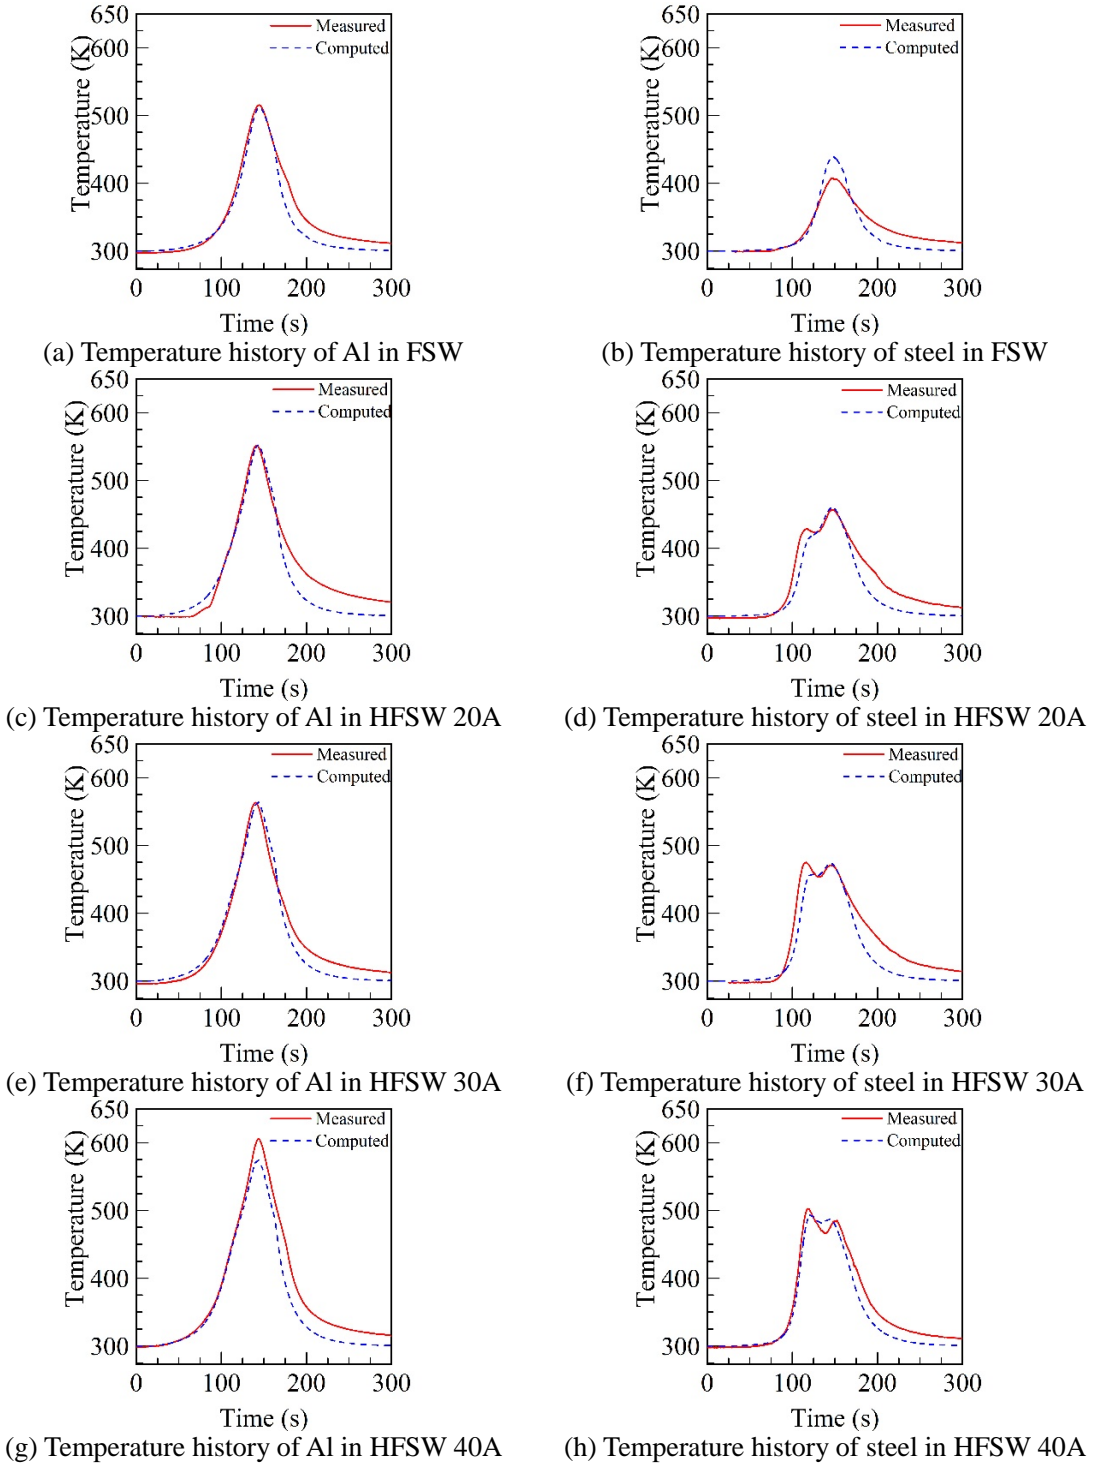 650
600
500
400
300
Temperature (K)
Measured
Computed
0 100 200 300
Time (s)
(a) Temperature history of Al in FSW
650
600
500
400
300
Temperature (K)
Measured
Computed
0 100 200 300
Time (s)
(b) Temperature history of steel in FSW
650
600
500
400
300
Temperature (K)
Measured
Computed
0 100 200 300
Time (s)
(c) Temperature history of Al in HFSW 20A
650
600
500
400
300
Temperature (K)
Measured
Computed
0 100 200 300
Time (s)
(d) Temperature history of steel in HFSW 20A
650
600
500
400
300
Temperature (K)
Measured
Computed
0 100 200 300
Time (s)
(e) Temperature history of Al in HFSW 30A
650
600
500
400
300
Temperature (K)
Measured
Computed
0 100 200 300
Time (s)
(f) Temperature history of steel in HFSW 30A
650
600
500
400
300
Temperature (K)
Measured
Computed
0 100 200 300
Time (s)
(g) Temperature history of Al in HFSW 40A
650
600
500
400
300
Temperature (K)
Measured
Computed
0 100 200 300
Time (s)
(h) Temperature history of steel in HFSW 40A